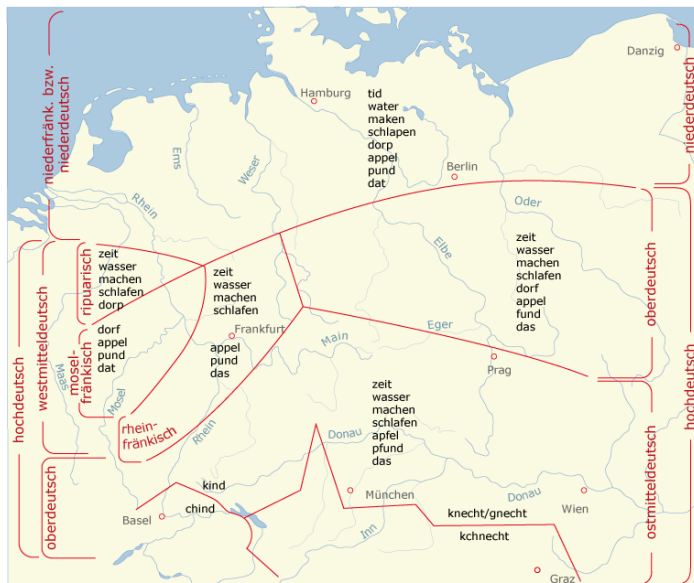 Danzig
Hamburg
tid
water
maken
schlapen
dorp
appel
pund
dat
niederfränk. bzw.
niederdeutsch
niederdeutsch
Ems
Weser
Rhein
Berlin
Oder
Elbe
zeit
wasser
machen
schlafen
dorp
zeit
wasser
machen
schlafen
zeit
wasser
machen
schlafen
dorf
appel
fund
das
ripuarisch
dorf
appel
pund
dat
Frankfurt
appel
pund
das
Main
Eger
Prag
mosel-
fränkisch
Maas
Mosel
westmitteldeutsch
hochdeutsch
oberdeutsch
hochdeutsch
rhein-
fränkisch
Rhein
zeit
wasser
machen
schlafen
apfel
pfund
das
Donau
oberdeutsch
kind
chind
Basel
München
Inn
Donau
knecht/gnecht
kchnecht
Wien
Graz
ostmitteldeutsch